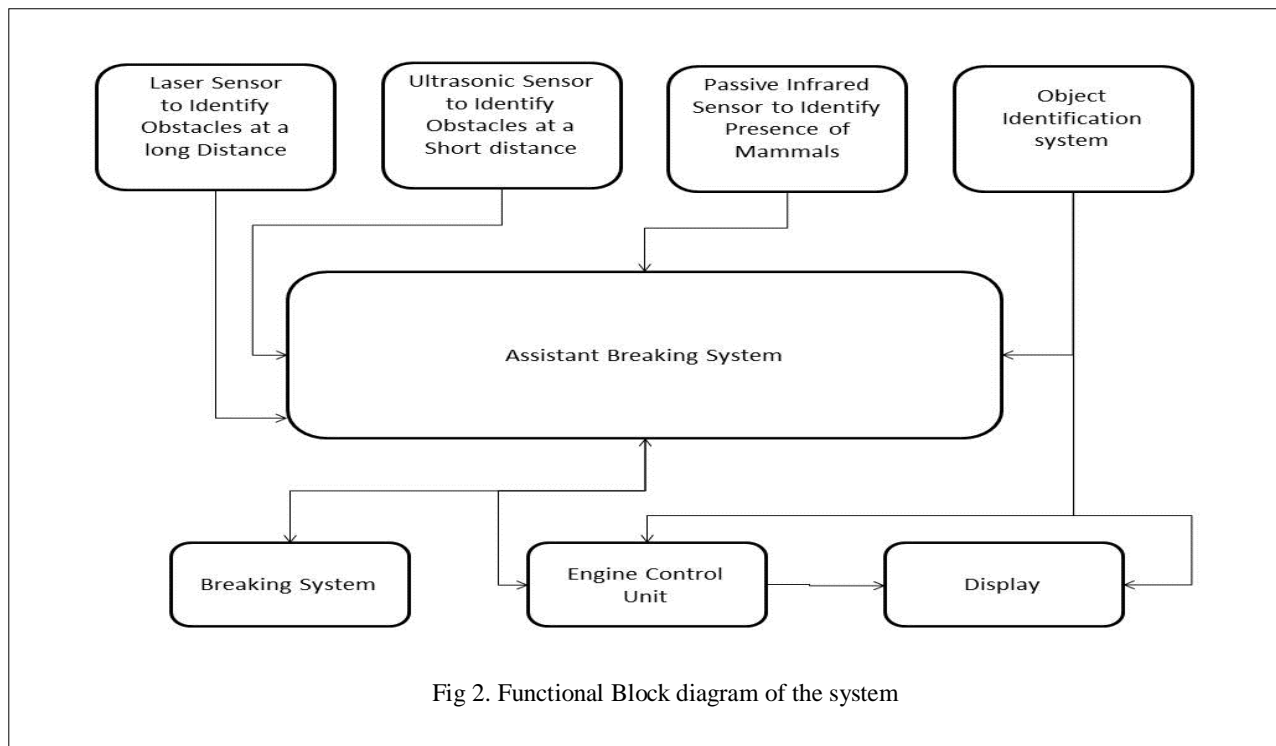 Laser Sensor
to Identify
Obstacles at a
long Distance
Ultrasonic Sensor
to Identify
Obstacles at a
Short distance
Passive Infrared
Sensor to Identify
Presence of
Mammals
Object
Identification
system
Assistant Breaking System
Breaking System
Engine Control
Unit
Display
Fig 2. Functional Block diagram of the system